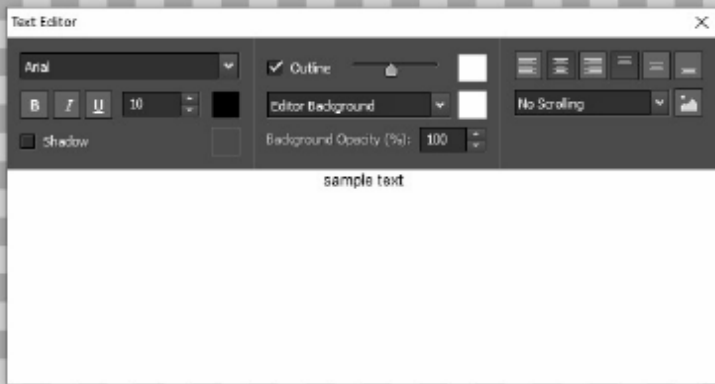 Text Editor
Arial
Outline
B I U 10
Editor Background
No Scrolling
Shadow
Background Opacity (%): 100
sample text